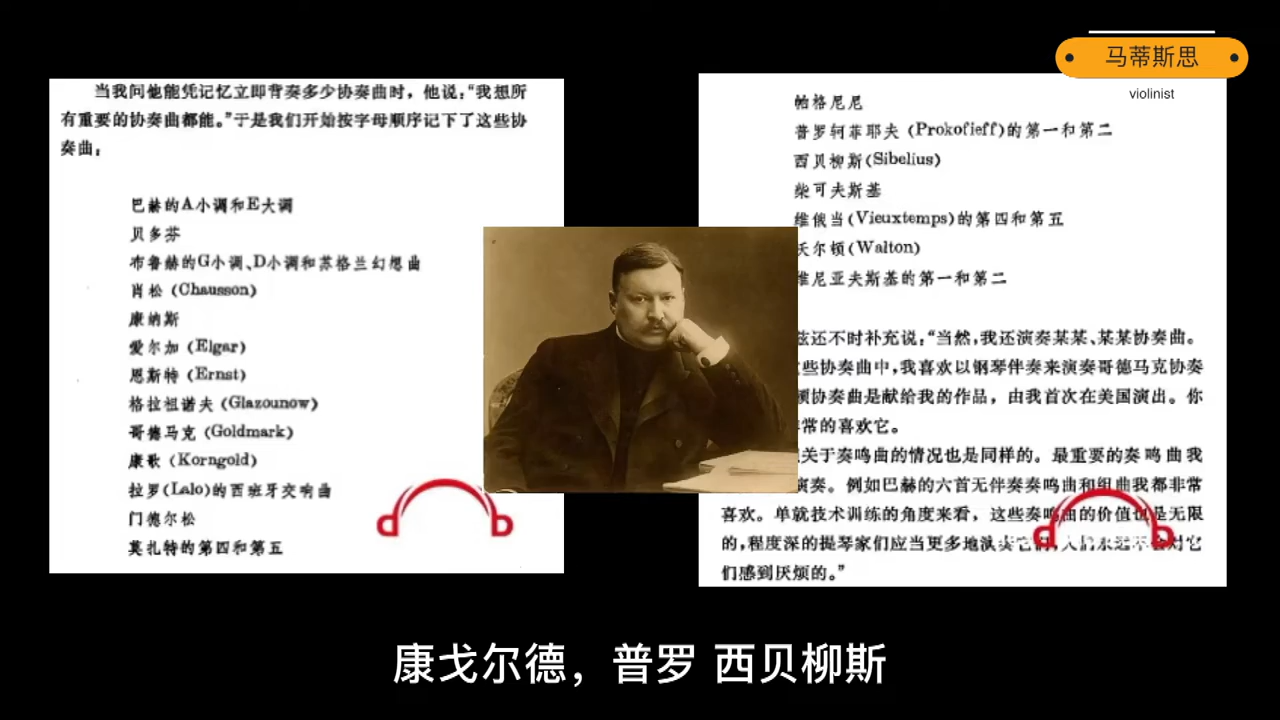 马蒂斯思
violinist
当我问他能凭记忆立即背奏多少协奏曲时，他说：“我想所
有重要的协奏曲都能。”于是我们开始按字母顺序记下了这些协
奏曲：
巴赫的A小调和E大调
贝多芬
布鲁赫的G小调、D小调和苏格兰幻想曲
肖松 (Chausson)
康纳斯
爱尔加 (Elgar)
恩斯特 (Ernst)
格拉祖诺夫 (Glazounow)
哥德马克 (Goldmark)
康歌 (Korngold)
拉罗(Lalo)的西班牙交响曲
门德尔松
莫扎特的第四和第五
帕格尼尼
普罗轲菲耶夫 (Prokofieff)的第一和第二
西贝柳斯(Sibelius)
柴可夫斯基
维俄当(Vieuxtemps)的第四和第五
沃尔顿(Walton)
维尼亚夫斯基的第一和第二
还不时补充说：“当然，我还演奏某某、某某协奏曲。
些协奏曲中，我喜欢以钢琴伴奏来演奏哥德马克协奏
协奏曲是献给我的作品，由我首次在美国演出。你
常的喜欢它。
关于奏鸣曲的情况也是同样的。最重要的奏鸣曲我
演奏。例如巴赫的六首无伴奏奏鸣曲和组曲我都非常
喜欢。单就技术训练的角度来看，这些奏鸣曲的价值也是无限
的，程度深的提琴家们应当更多地演奏它们，人们永远不会对它
们感到厌烦的。”
康戈尔德，普罗 西贝柳斯